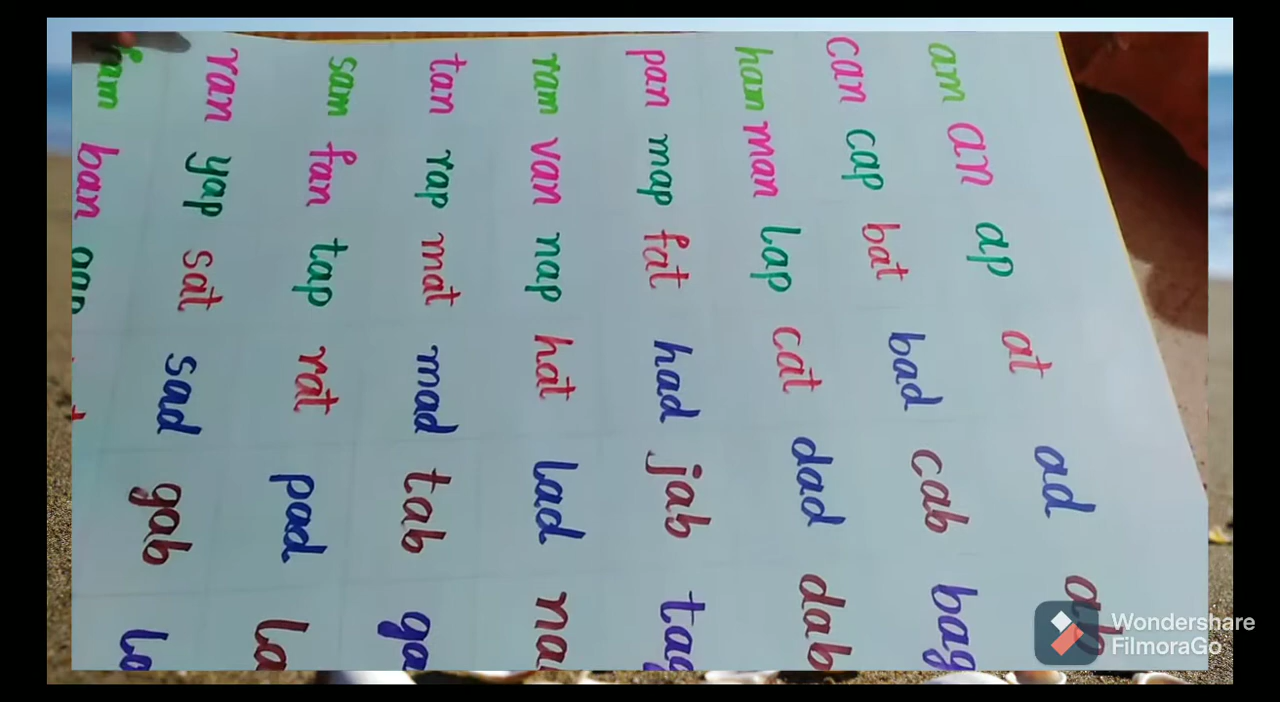 am an ap at ad ab
can cap bat bad cab bag
han man lap cat dad dab
pan map fat had jab tag
ram van nap hat lad
tan rap mat mad tab
sam fan tap rat pad
ran yap sat sad gab
ban
Wondershare
FilmoraGo